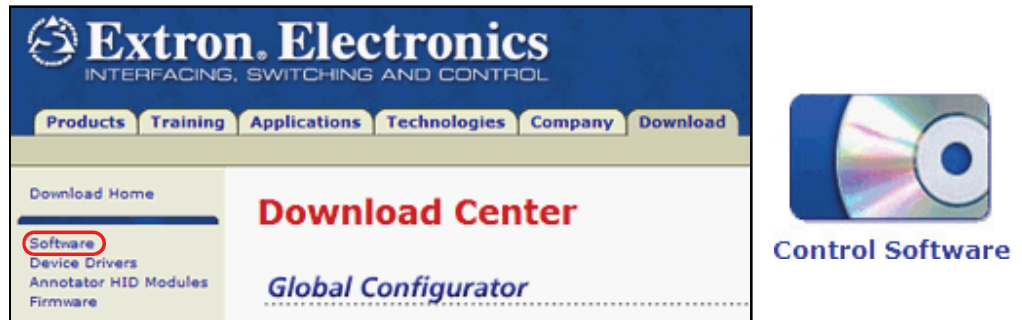 Extron. Electronics
INTERFACING, SWITCHING AND CONTROL
Products Training Applications Technologies Company Download
Download Home
Software
Device Drivers
Annotator HID Modules
Firmware
Download Center
Global Configurator
Control Software